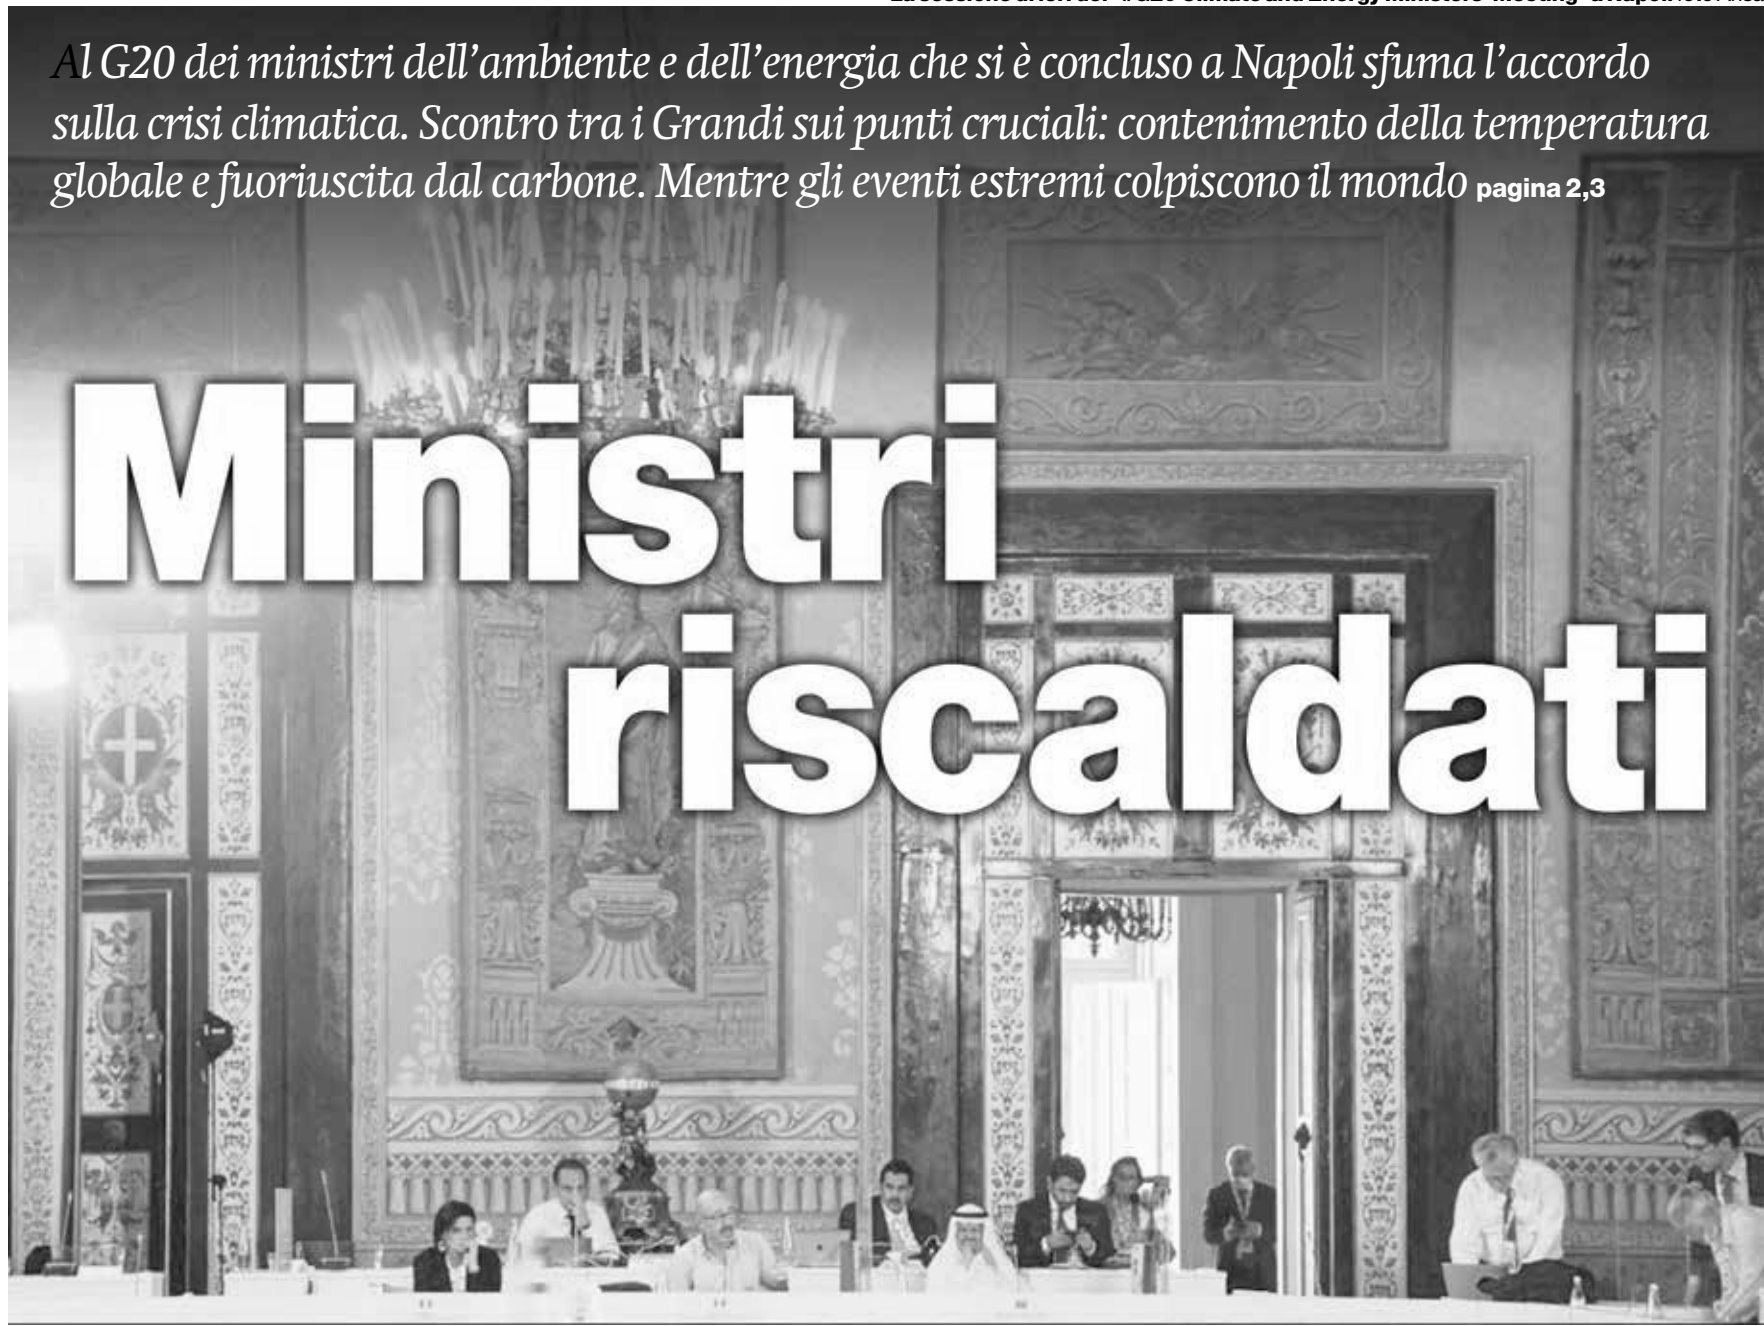 Al G20 dei ministri dell'ambiente e dell'energia che si è concluso a Napoli sfuma l'accordo
sulla crisi climatica. Scontro tra i Grandi sui punti cruciali: contenimento della temperatura
globale e fuoriuscita dal carbone. Mentre gli eventi estremi colpiscono il mondo pagina 2,3
Ministri
riscaldati